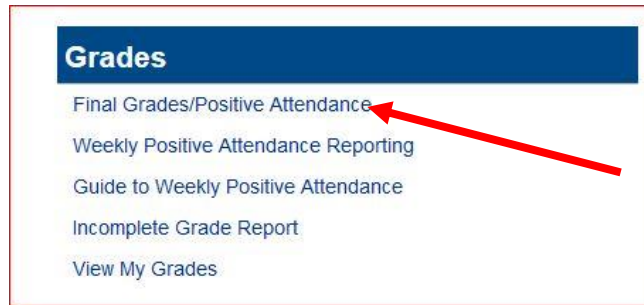 Grades
Final Grades/Positive Attendance
Weekly Positive Attendance Reporting
Guide to Weekly Positive Attendance
Incomplete Grade Report
View My Grades